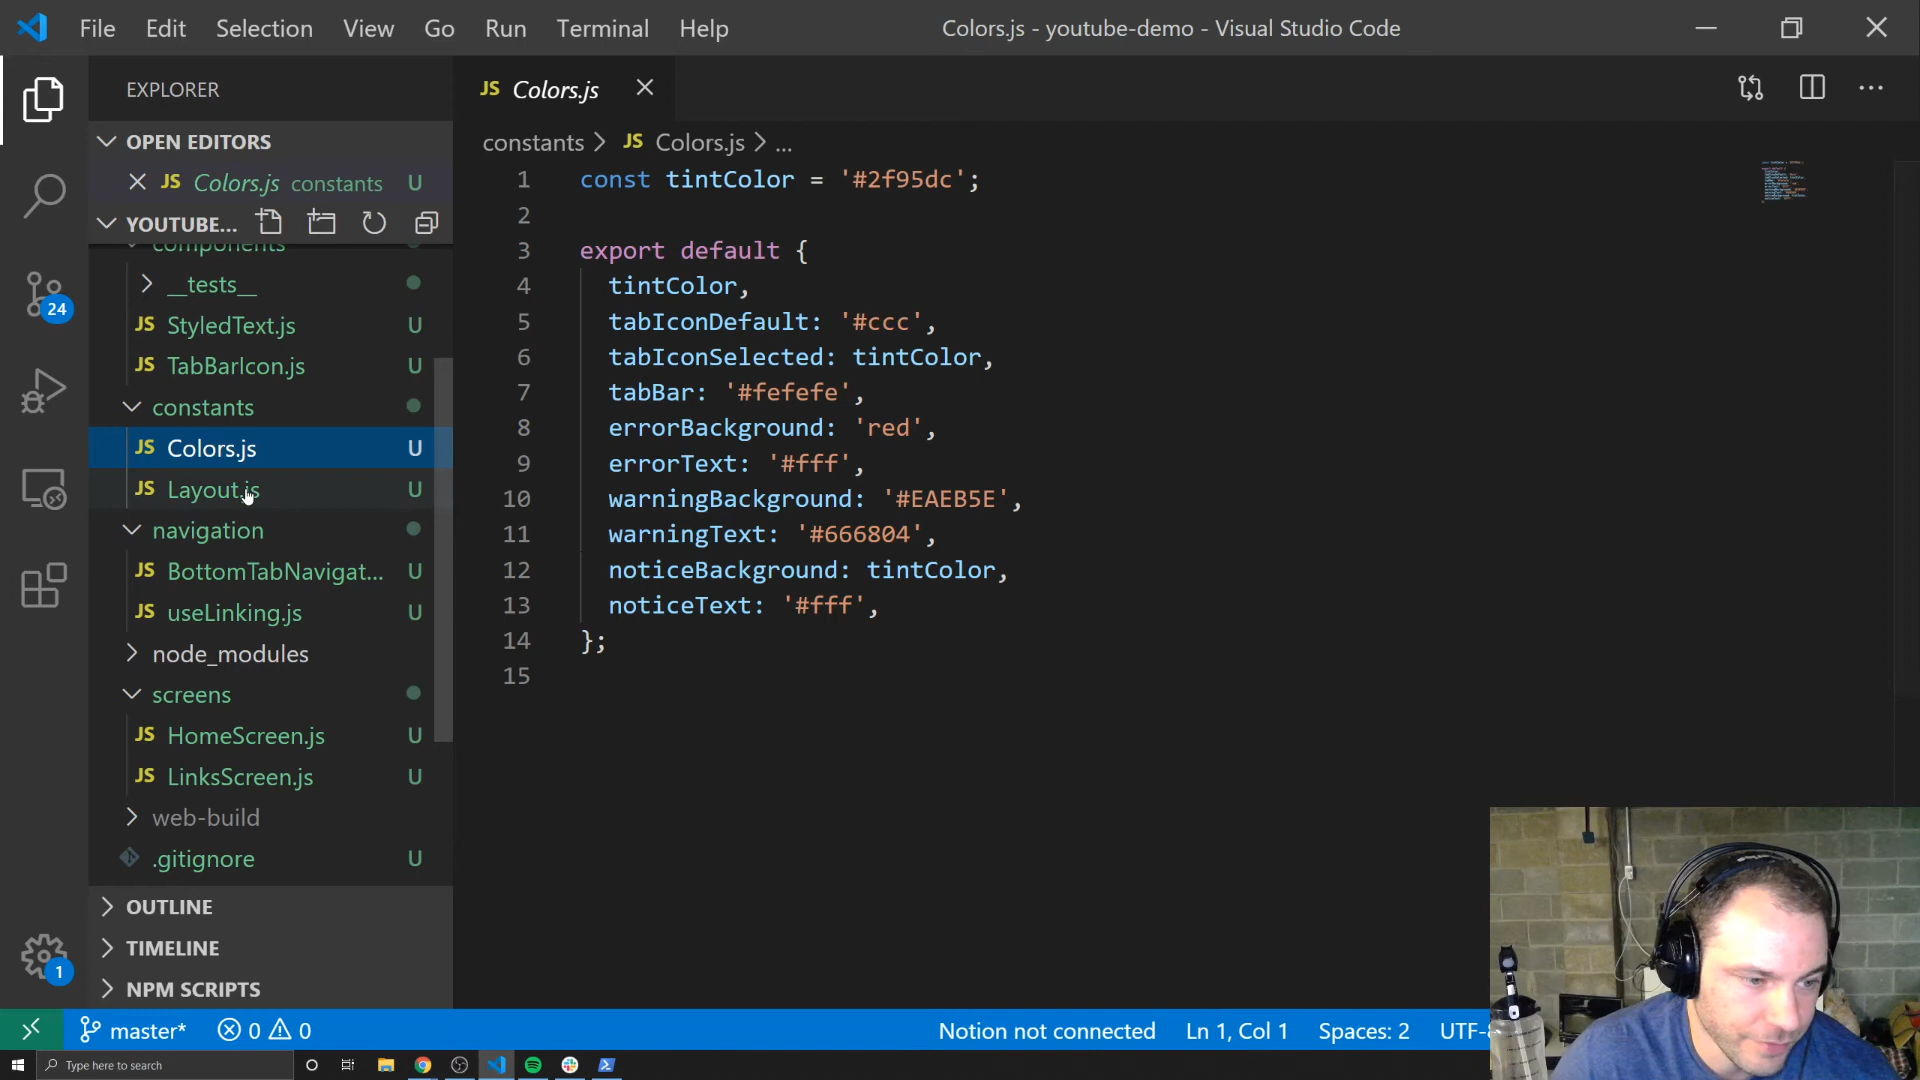 File Edit Selection View Go Run Terminal Help Colors.js - youtube-demo - Visual Studio Code
EXPLORER
OPEN EDITORS
JS Colors.js constants U
YOUTUBE...
components
__tests__
JS StyledText.js U
JS TabBarIcon.js U
constants
JS Colors.js U
JS Layout.js U
navigation
JS BottomTabNavigat... U
JS useLinking.js U
node_modules
screens
JS HomeScreen.js U
JS LinksScreen.js U
web-build
.gitignore U
OUTLINE
TIMELINE
NPM SCRIPTS
24
1
JS Colors.js
constants > JS Colors.js > ...
1 const tintColor = '#2f95dc';
2
3 export default {
4 tintColor,
5 tabIconDefault: '#ccc',
6 tabIconSelected: tintColor,
7 tabBar: '#fefefe',
8 errorBackground: 'red',
9 errorText: '#fff',
10 warningBackground: '#EAEB5E',
11 warningText: '#666804',
12 noticeBackground: tintColor,
13 noticeText: '#fff',
14 };
15
master* 0 0 Notion not connected Ln 1, Col 1 Spaces: 2 UTF-8
Type here to search